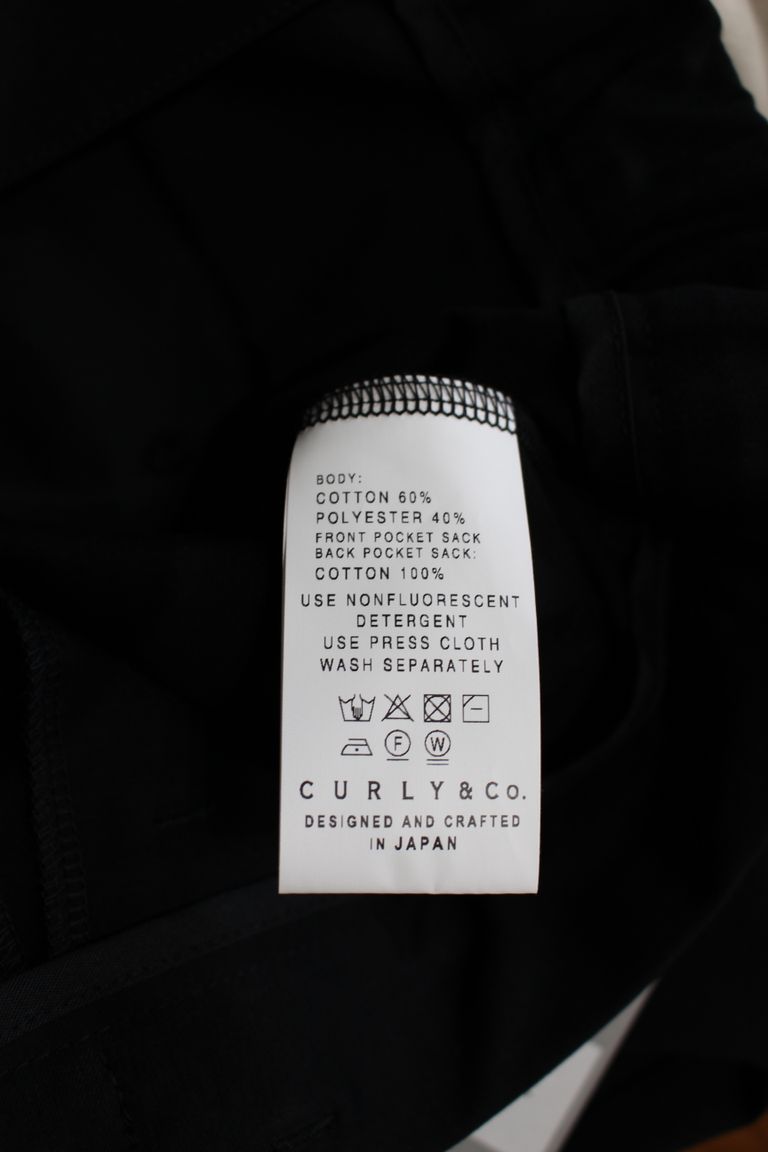 BODY:
COTTON 60%
POLYESTER 40%
FRONT POCKET SACK
BACK POCKET SACK:
COTTON 100%
USE NONFLUORESCENT
DETERGENT
USE PRESS CLOTH
WASH SEPARATELY
F W
CURLY & Co.
DESIGNED AND CRAFTED
IN JAPAN